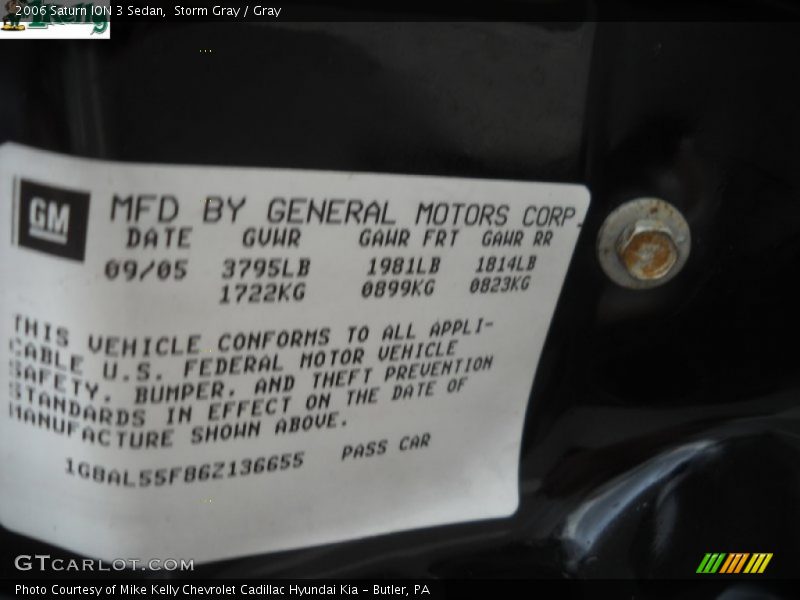 2006 Saturn ION 3 Sedan, Storm Gray / Gray
GM
MFD BY GENERAL MOTORS CORP.
DATE GVWR GAWR FRT GAWR RR
09/05 3795LB 1981LB 1814LB
1722KG 0899KG 0823KG
THIS VEHICLE CONFORMS TO ALL APPLI-
CABLE U.S. FEDERAL MOTOR VEHICLE
SAFETY, BUMPER, AND THEFT PREVENTION
STANDARDS IN EFFECT ON THE DATE OF
MANUFACTURE SHOWN ABOVE.
1G8AL55F86Z136655 PASS CAR
GTCARLOT.COM
Photo Courtesy of Mike Kelly Chevrolet Cadillac Hyundai Kia - Butler, PA